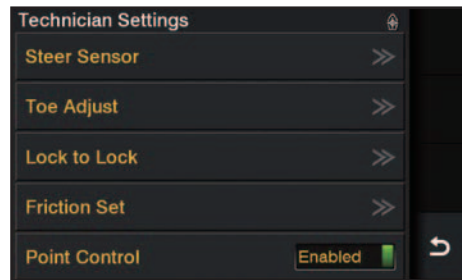 Technician Settings
Steer Sensor
Toe Adjust
Lock to Lock
Friction Set
Point Control
Enabled